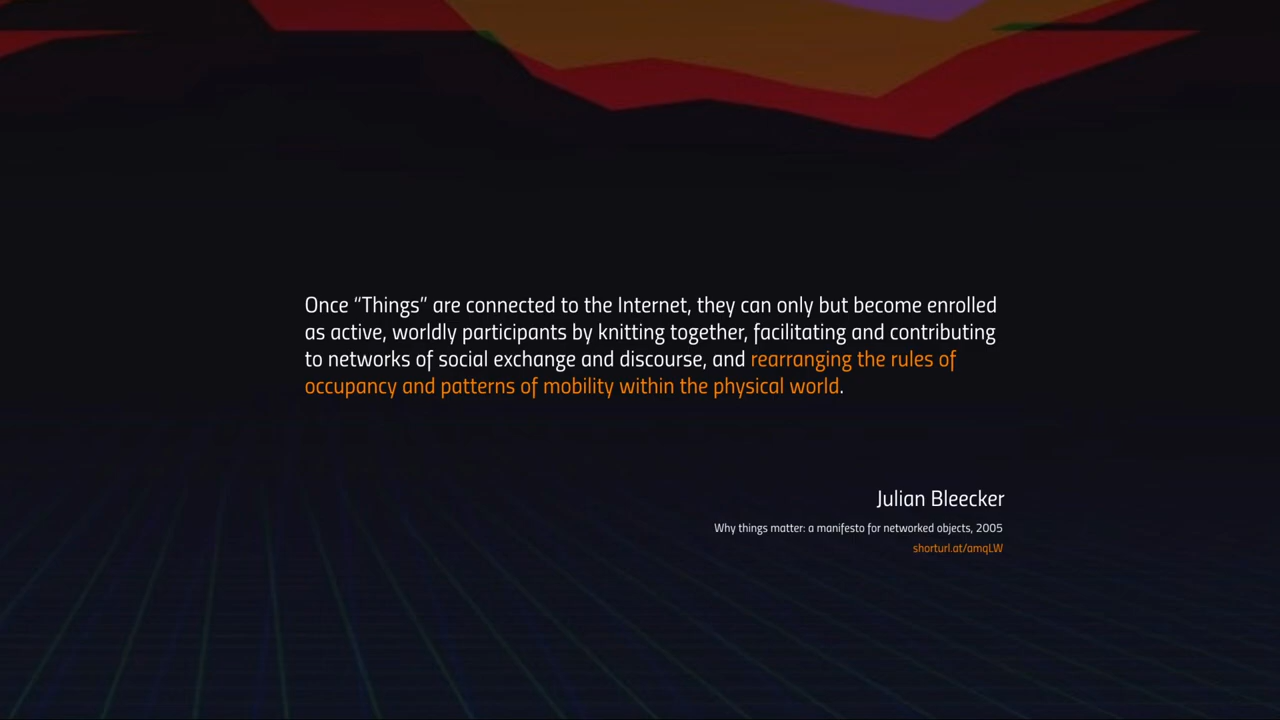 Once “Things” are connected to the Internet, they can only but become enrolled
as active, worldly participants by knitting together, facilitating and contributing
to networks of social exchange and discourse, and rearranging the rules of
occupancy and patterns of mobility within the physical world.
Julian Bleecker
Why things matter: a manifesto for networked objects, 2005
shorturl.at/amqLW